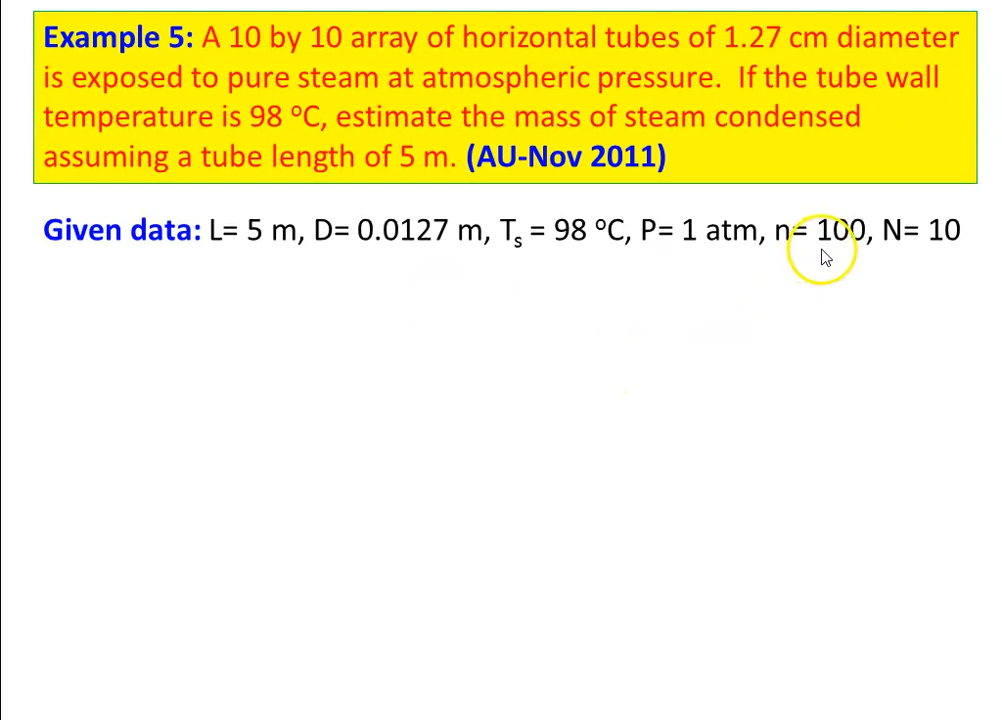 Example 5: A 10 by 10 array of horizontal tubes of 1.27 cm diameter
is exposed to pure steam at atmospheric pressure. If the tube wall
temperature is 98 °C, estimate the mass of steam condensed
assuming a tube length of 5 m. (AU-Nov 2011)
Given data: L= 5 m, D= 0.0127 m, Ts = 98 °C, P= 1 atm, n= 100, N= 10